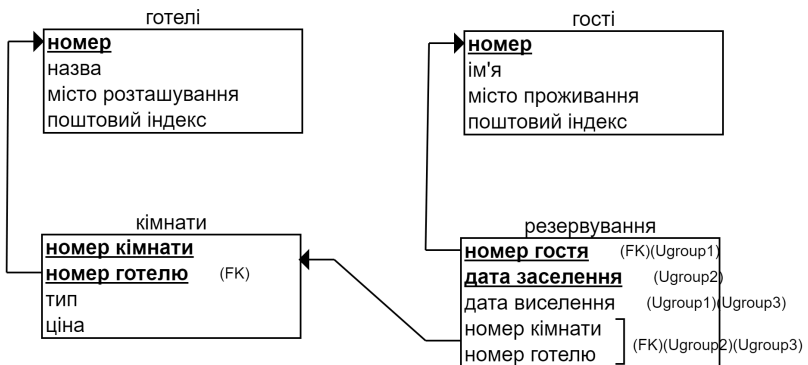 готелі
номер
назва
місто розташування
поштовий індекс
гості
номер
ім'я
місто проживання
поштовий індекс
кімнати
номер кімнати
номер готелю (FK)
тип
ціна
резервування
номер гостя (FK)(Ugroup1)
дата заселення (Ugroup2)
дата виселення (Ugroup1)(Ugroup3)
номер кімнати
номер готелю
(FK)(Ugroup2)(Ugroup3)